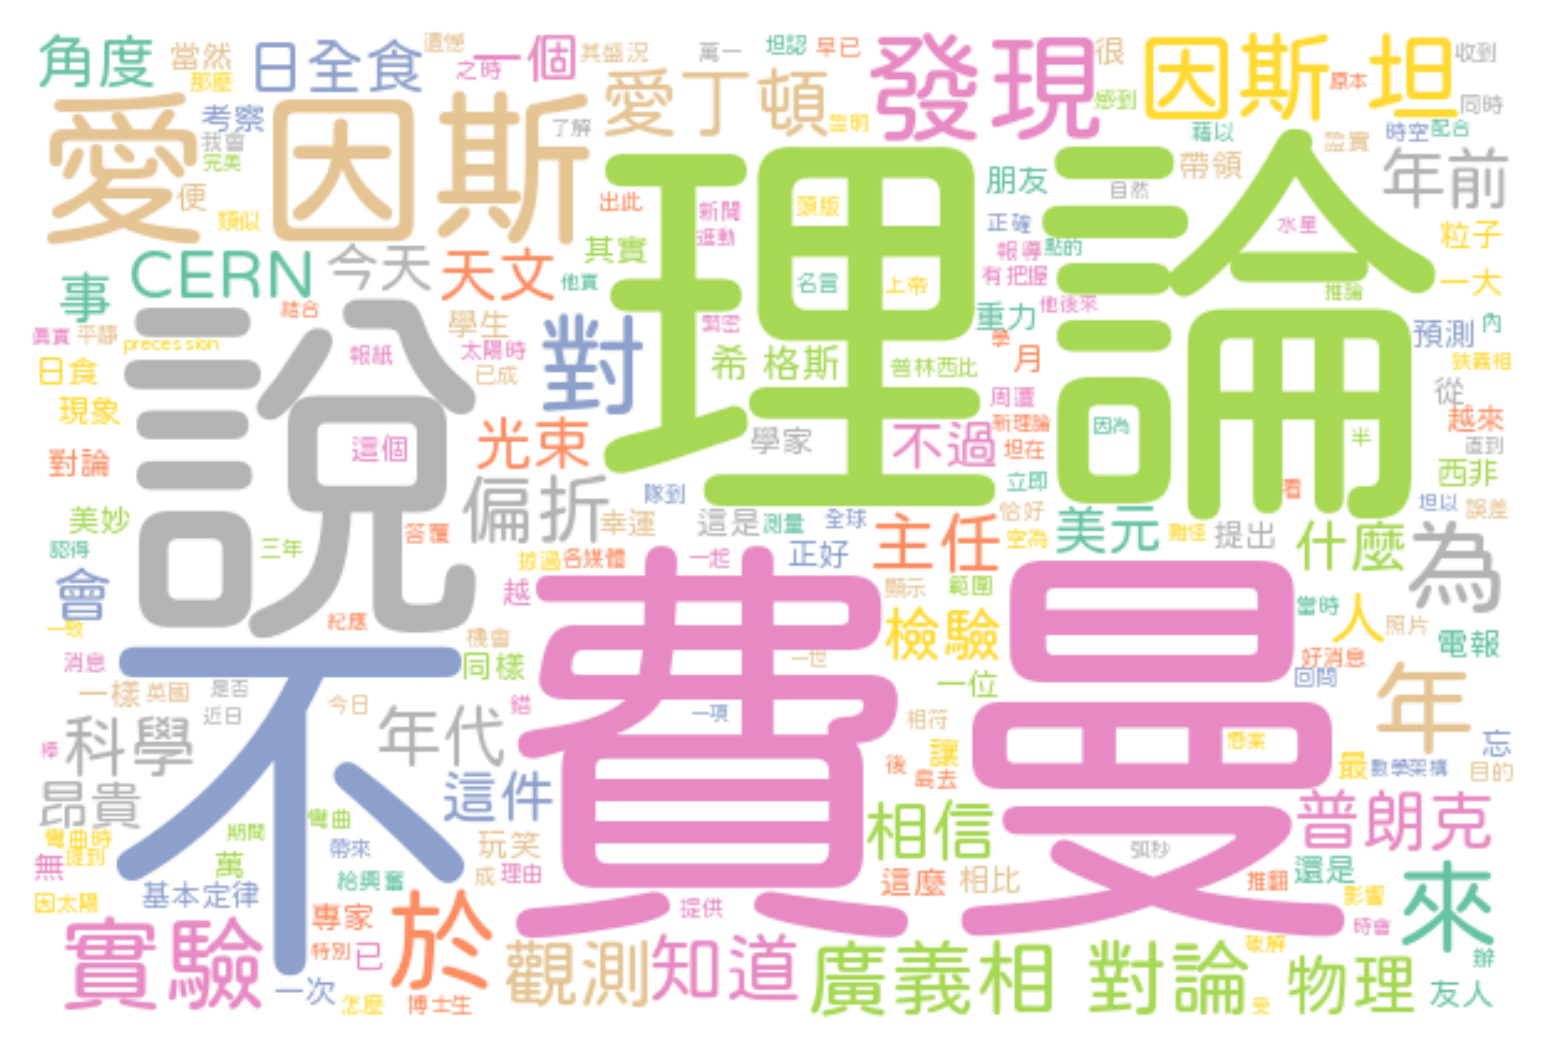 角度 當然 日全食 遺憾 一個 其盛況 萬一 坦認 早已 發現 很 因斯 坦 收到
那麼 之時 愛丁頓 感到 原本 同時
愛因斯 考察 我會 完美 了解 證明 藉以 證實 時空 配合
便 類似 出此 新聞 進動 頭版 朋友 自然 帶領 年前
理論 正確 水星 粒子
CERN 今天 天文 其實 他實 名言 上帝 報導 點的 有把握 一大
事 結合 學生 對 緊密 重力 他後來 推論 預測 內
真實 平靜 precession 報紙 太陽時 已成 希 格斯 普林西比 學 月 狹義相
日食 現象 說 周遭 從
對論 這個 光束 學家 不過 新理論 坦在 因為 半 越來 直到
偏折 隊到 立即 看 西非
美妙 答覆 幸運 這是 測量 全球 主任 恰好 空為 美元 難怪 提出 什麼 坦以 誤差
認得 三年 掠過 各媒體 一起 正好 為
會 一致 紀應 越 費曼 顯示 範圍 當時 人 照片
消息 不 機會 同樣 一世 檢驗 一位 好消息 回問 電報
一樣 英國 是否 近日 今日 錯 一項 相符 年
棒 科學 年代 讓 後 島去 最 數學架構 忘 目的
昂貴 這件 相信 普朗克
彎曲時 提到 期間 彎曲 帶來 玩笑 弧秒
無 萬 給興奮 成 理由 這麼 相比 推翻 還是 來
因太陽 基本定律 專家 於 提供 影響 時會
實驗 特別 已 觀測 知道 廣義相 對論 破解 物理 辦
一次 怎麼 博士生 受 友人